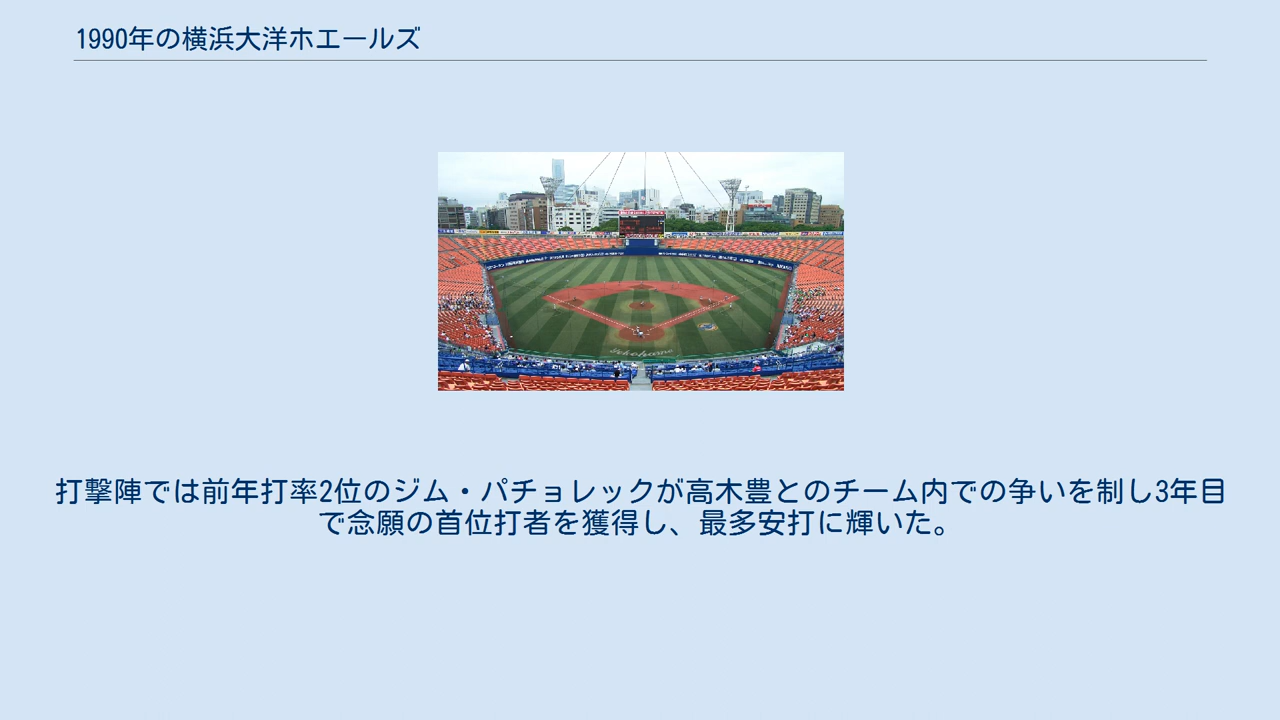 1990年の横浜大洋ホエールズ
Yokohama
打撃陣では前年打率2位のジム・パチョレックが高木豊とのチーム内での争いを制し3年目
で念願の首位打者を獲得し、最多安打に輝いた。